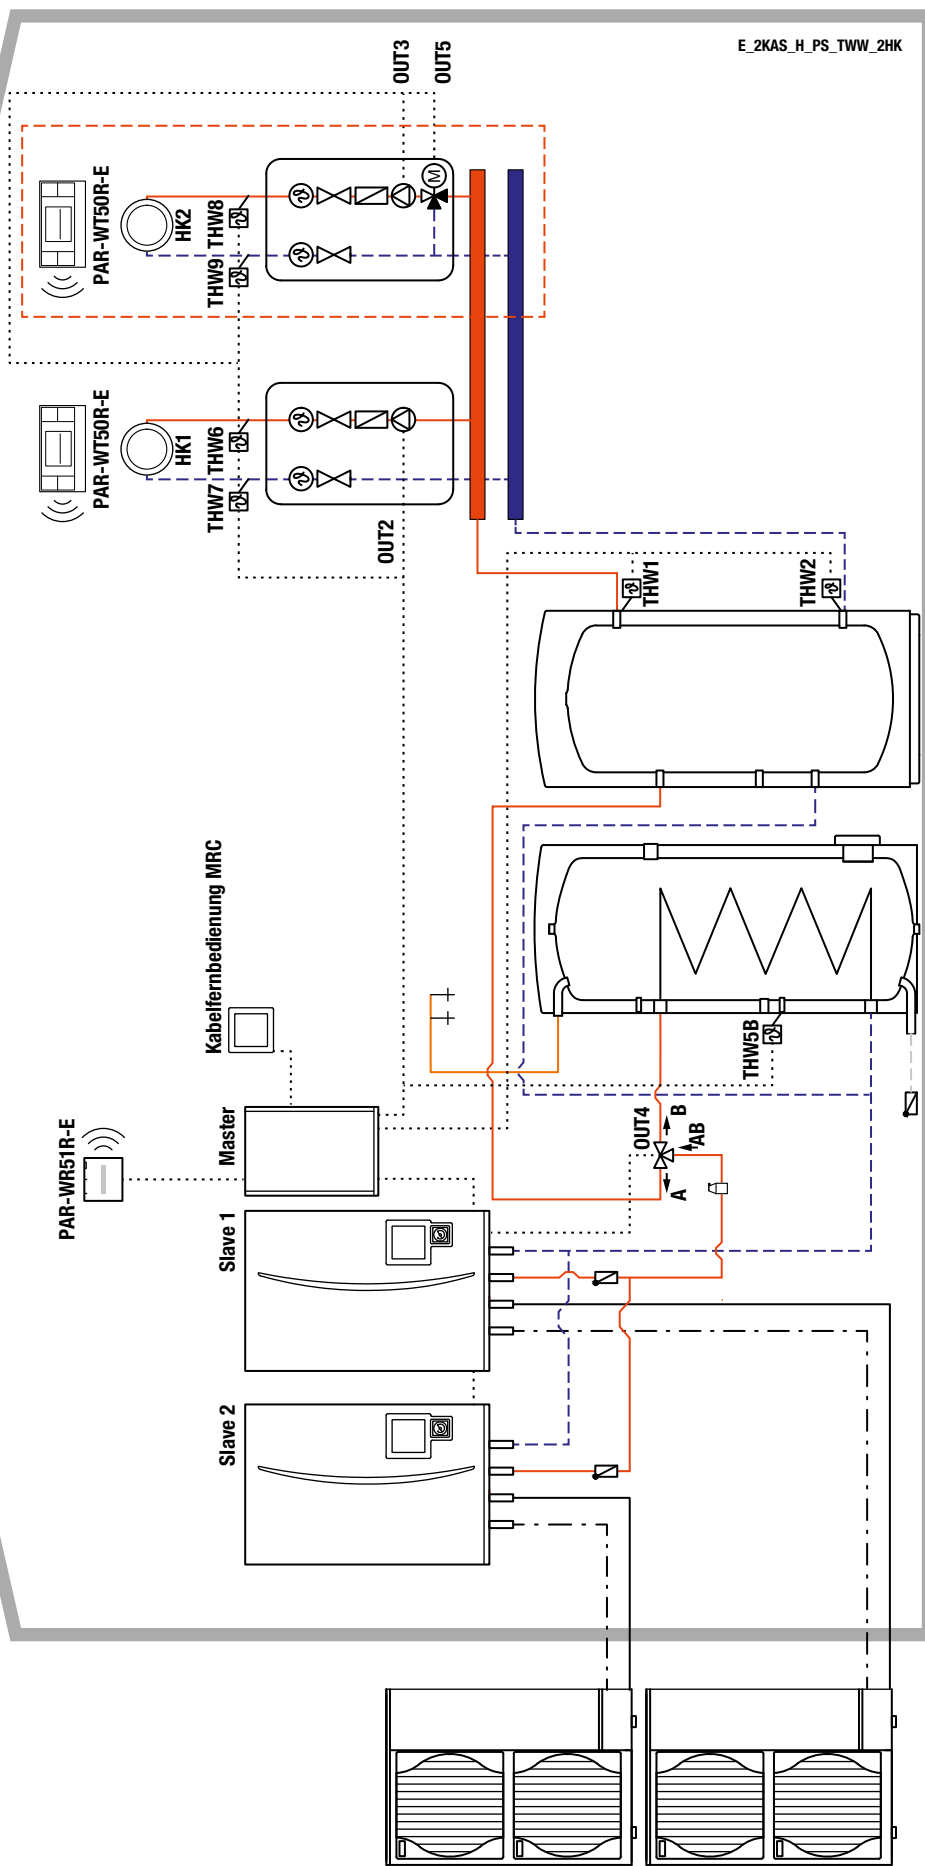 E_2KAS_H_PS_TWW_2HK
OUT3
OUT5
PAR-WT50R-E
HK2
THW8
THW9
M
PAR-WT50R-E
HK1
THW6
THW7
OUT2
THW1
THW2
Kabelfernbedienung MRC
THW5B
PAR-WR51R-E
Master
OUT4
B
AB
A
Slave 1
Slave 2